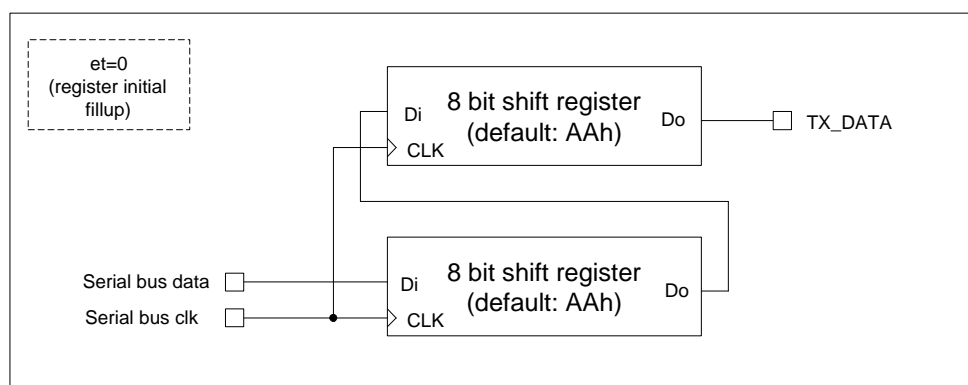 et=0
(register initial
fillup)
8 bit shift register
(default: AAh)
Di
CLK
Do
TX_DATA
8 bit shift register
(default: AAh)
Serial bus data
Di
Do
Serial bus clk
CLK